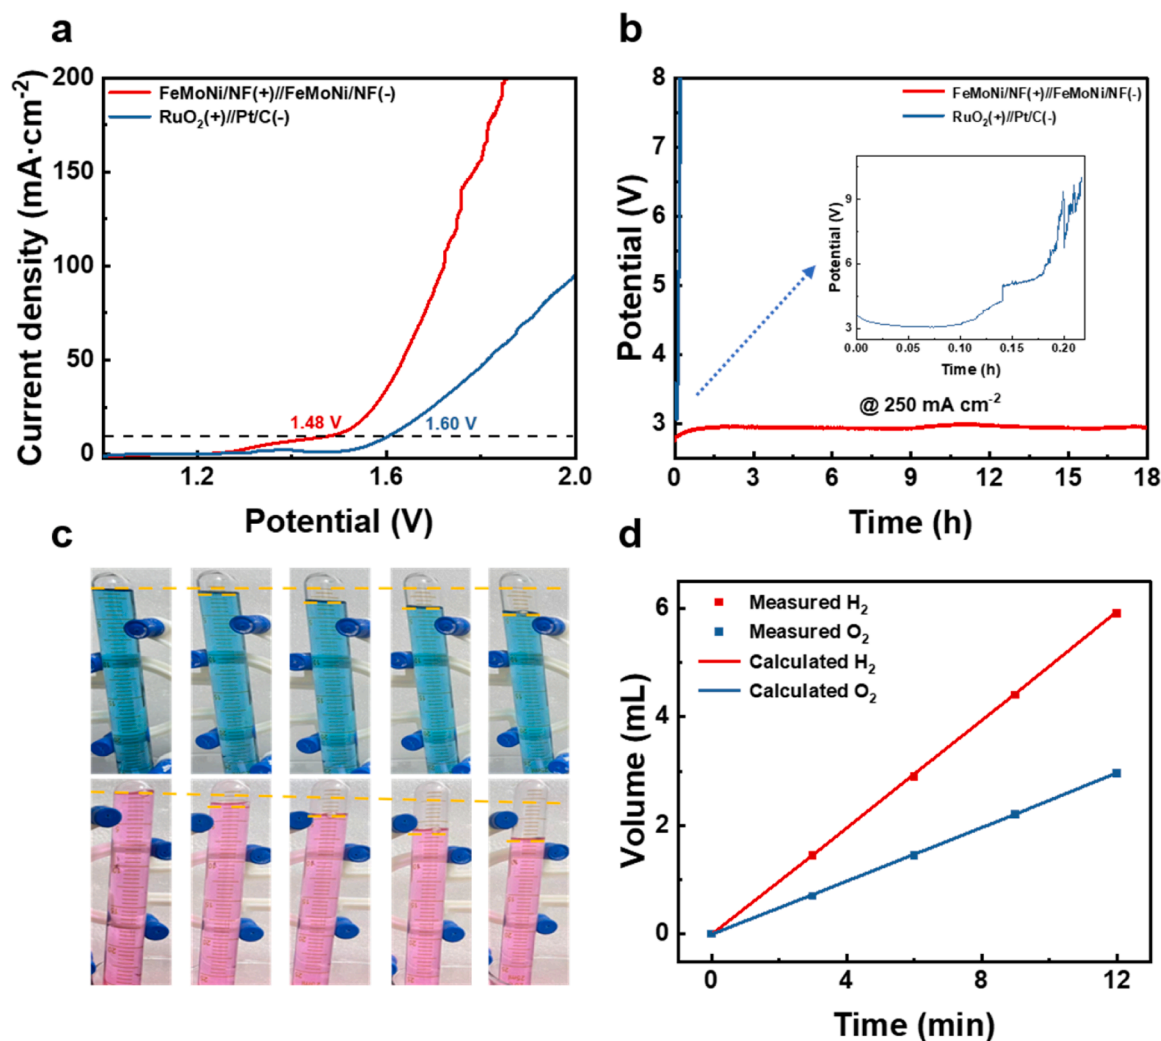 a
200
150
100
50
0
1.2
1.4
1.6
1.8
2.0
Current density (mA·cm⁻²)
Potential (V)
FeMoNi/NF(+)//FeMoNi/NF(-)
RuO₂(+)//Pt/C(-)
1.48 V
1.60 V
b
8
7
6
5
4
3
0
3
6
9
12
15
18
Potential (V)
Time (h)
FeMoNi/NF(+)//FeMoNi/NF(-)
RuO₂(+)//Pt/C(-)
9
6
3
0.00
0.05
0.10
0.15
0.20
Potential (V)
Time (h)
@ 250 mA cm⁻²
c
d
6
4
2
0
0
4
8
12
Volume (mL)
Time (min)
Measured H₂
Measured O₂
Calculated H₂
Calculated O₂